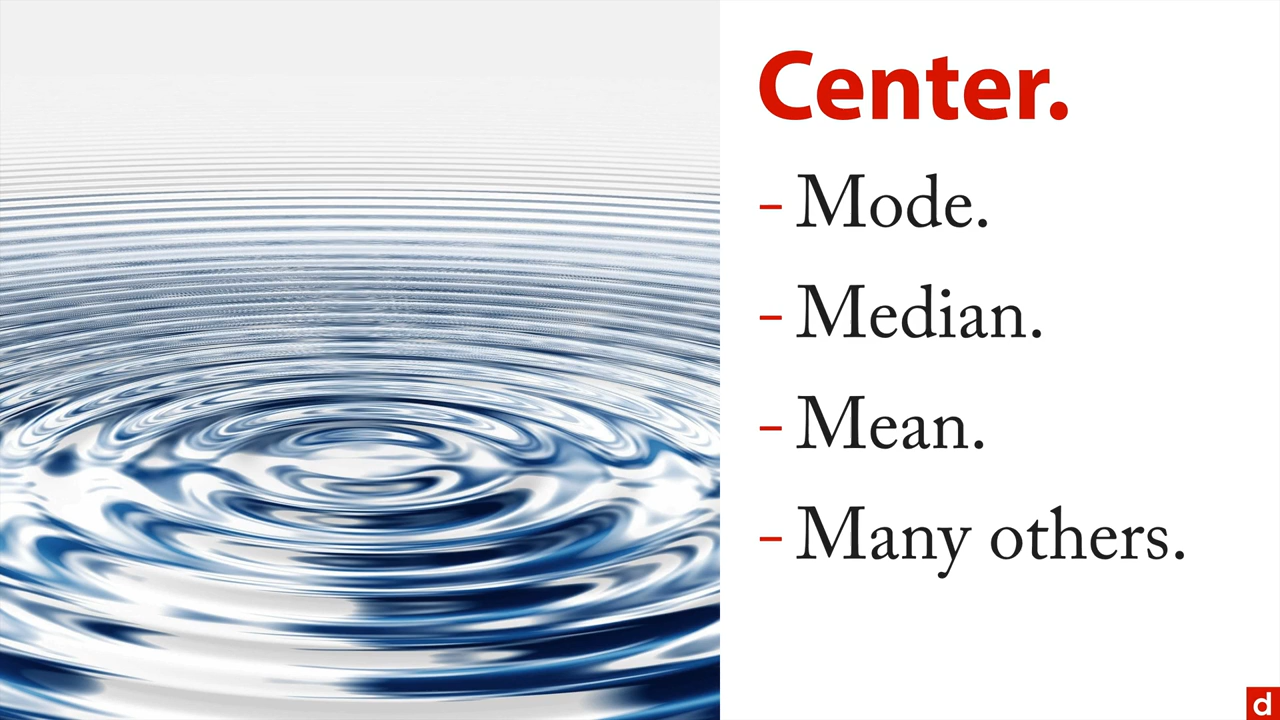 Center.
- Mode.
- Median.
- Mean.
- Many others.
d